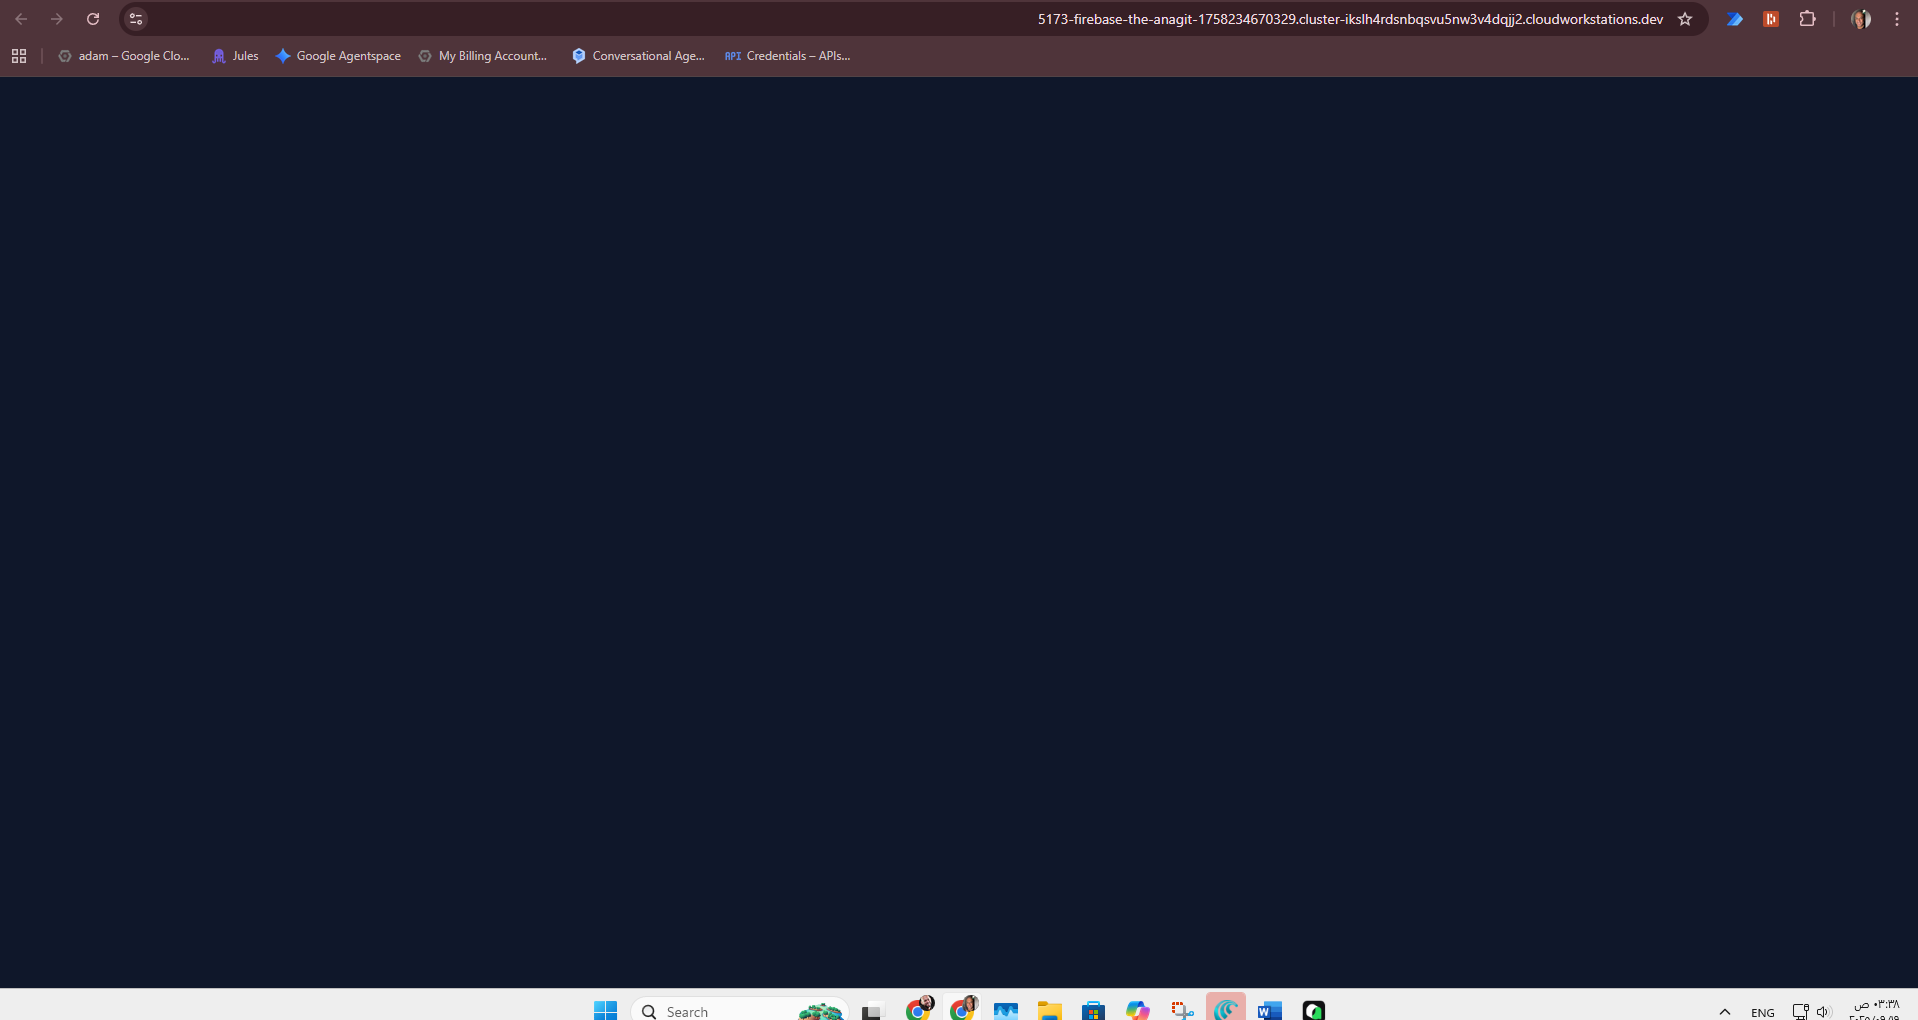 5173-firebase-the-anagit-1758234670329.cluster-ikslh4rdsnbqsvu5nw3v4dqjj2.cloudworkstations.dev
adam – Google Clo... Jules Google Agentspace My Billing Account... Conversational Age... API Credentials – APIs...
Search
ENG
٠٣:٣٨ ص